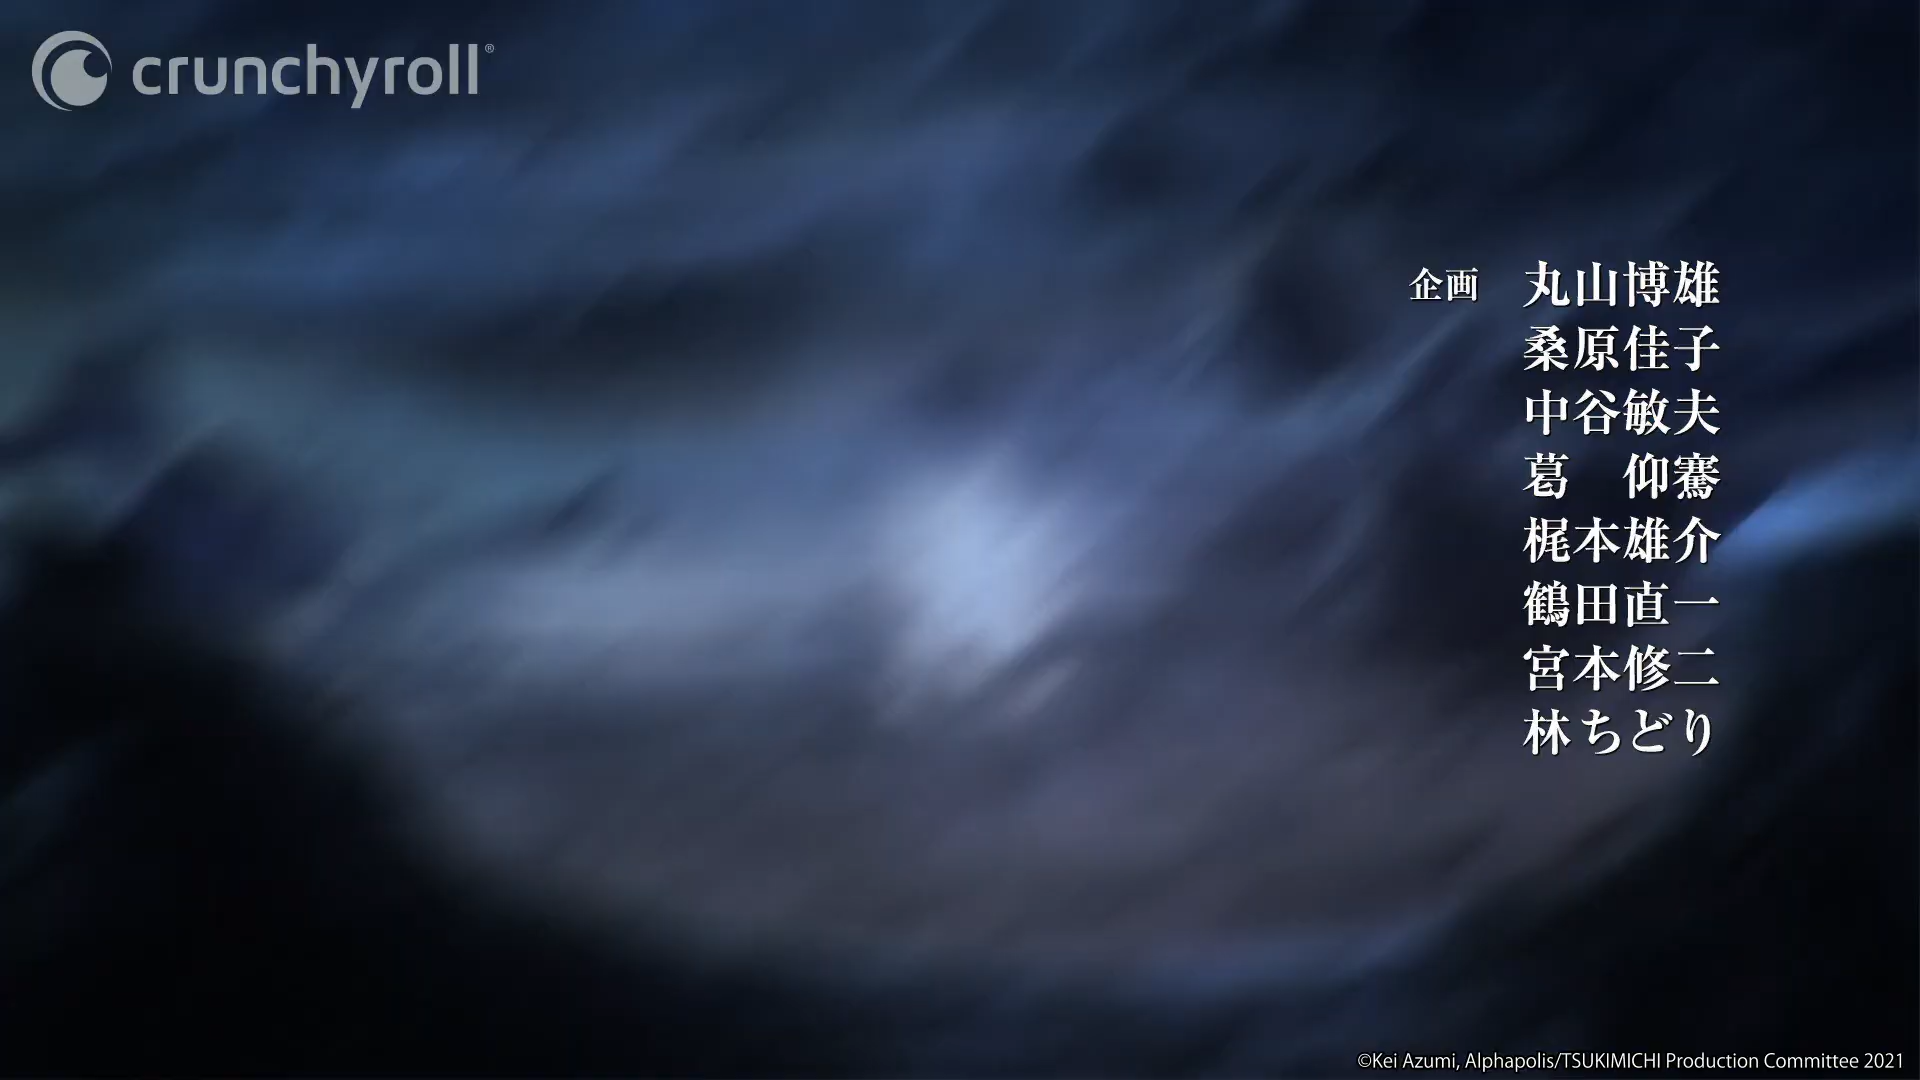 crunchyroll®
企画 丸山博雄
桑原佳子
中谷敏夫
葛 仰騫
梶本雄介
鶴田直一
宮本修二
林ちどり
©Kei Azumi, Alphapolis/TSUKIMICHI Production Committee 2021